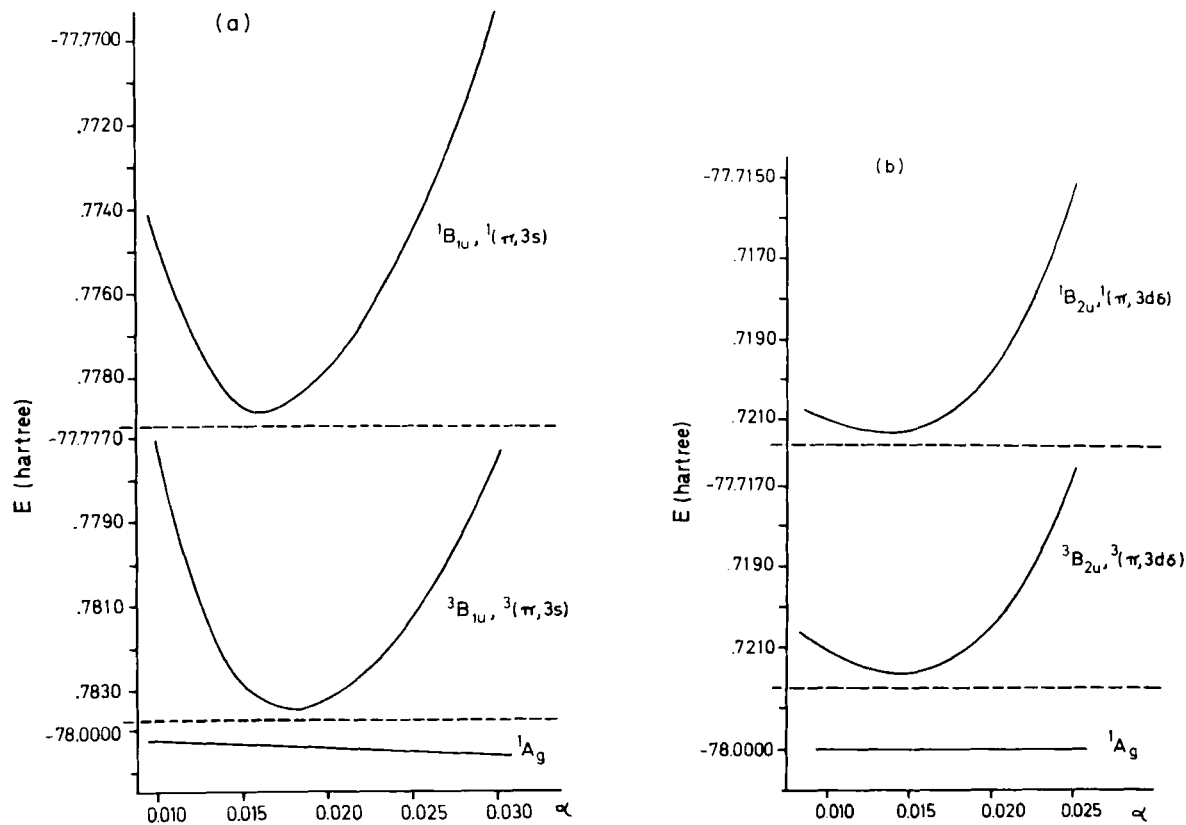 (a)
E (hartree)
-77.7700
.7720
.7740
.7760
.7780
-77.7770
.7790
.7810
.7830
-78.0000
¹B₁ᵤ, ¹(π,3s)
³B₁ᵤ, ³(π,3s)
¹A_g
0.010 0.015 0.020 0.025 0.030 α
(b)
E (hartree)
-77.7150
.7170
.7190
.7210
-77.7170
.7190
.7210
-78.0000
¹B₂ᵤ, ¹(π,3dδ)
³B₂ᵤ, ³(π,3dδ)
¹A_g
0.010 0.015 0.020 0.025 α